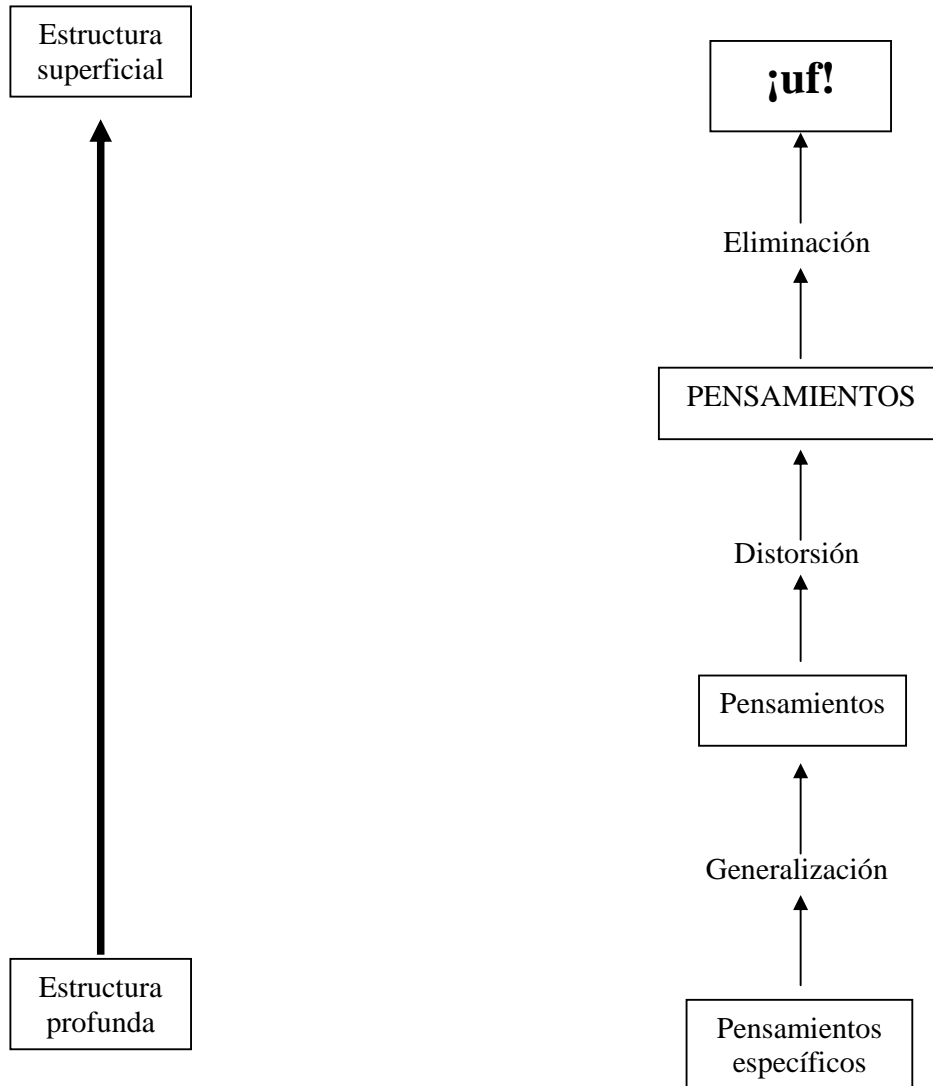 Estructura
superficial
¡uf!
Eliminación
PENSAMIENTOS
Distorsión
Pensamientos
Generalización
Estructura
profunda
Pensamientos
específicos